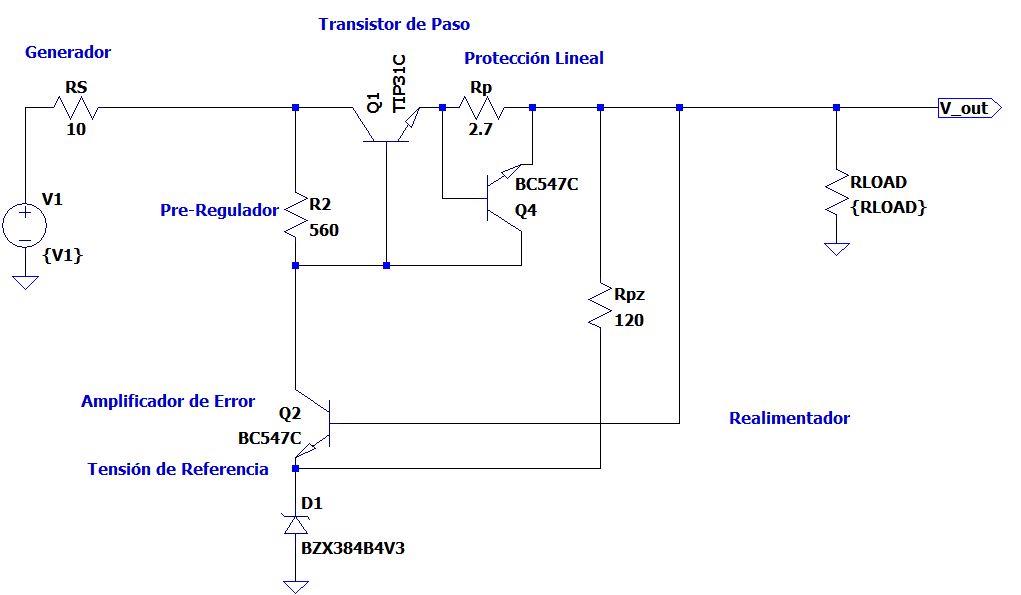 Transistor de Paso
Generador
Protección Lineal
RS
10
Q1
TIP31C
Rp
2.7
V_out
V1
{V1}
Pre-Regulador
R2
560
BC547C
Q4
RLOAD
{RLOAD}
Rpz
120
Amplificador de Error
Q2
BC547C
Realimentador
Tensión de Referencia
D1
BZX384B4V3